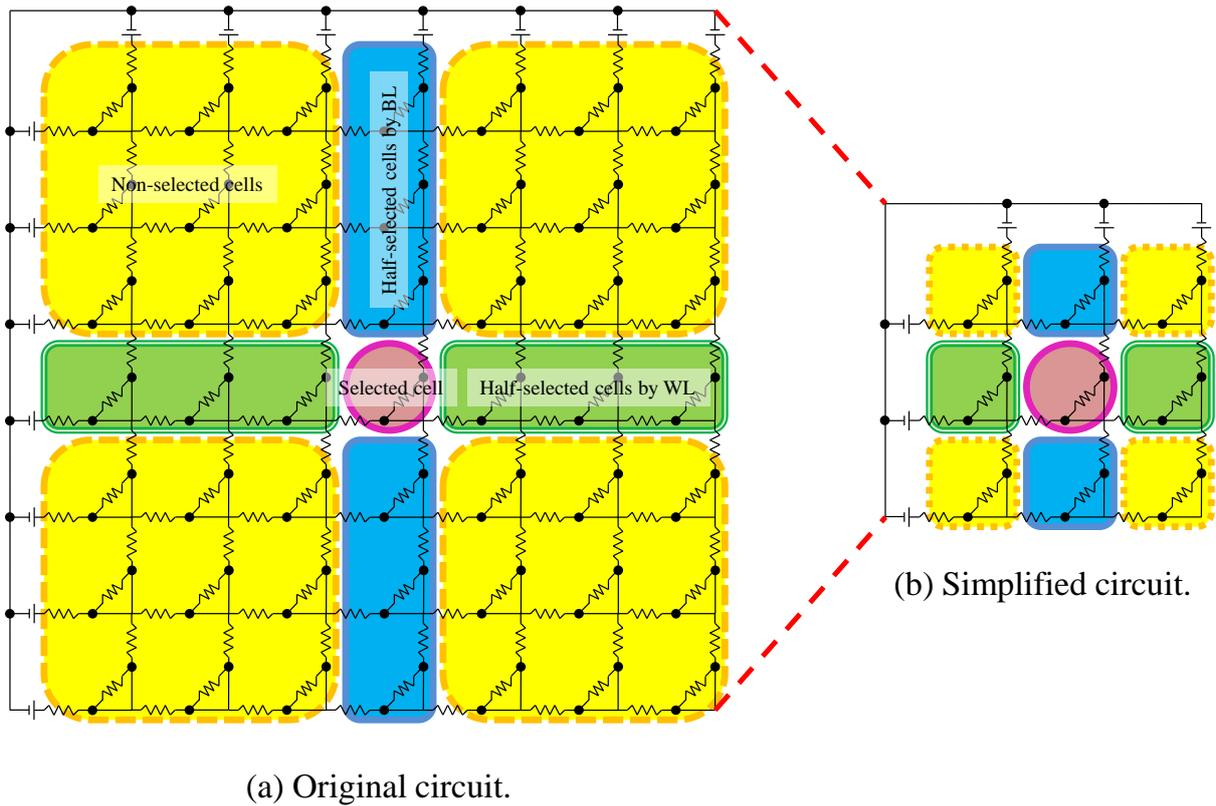 Half-selected cells by BL
Non-selected cells
Selected cell
Half-selected cells by WL
(b) Simplified circuit.
(a) Original circuit.